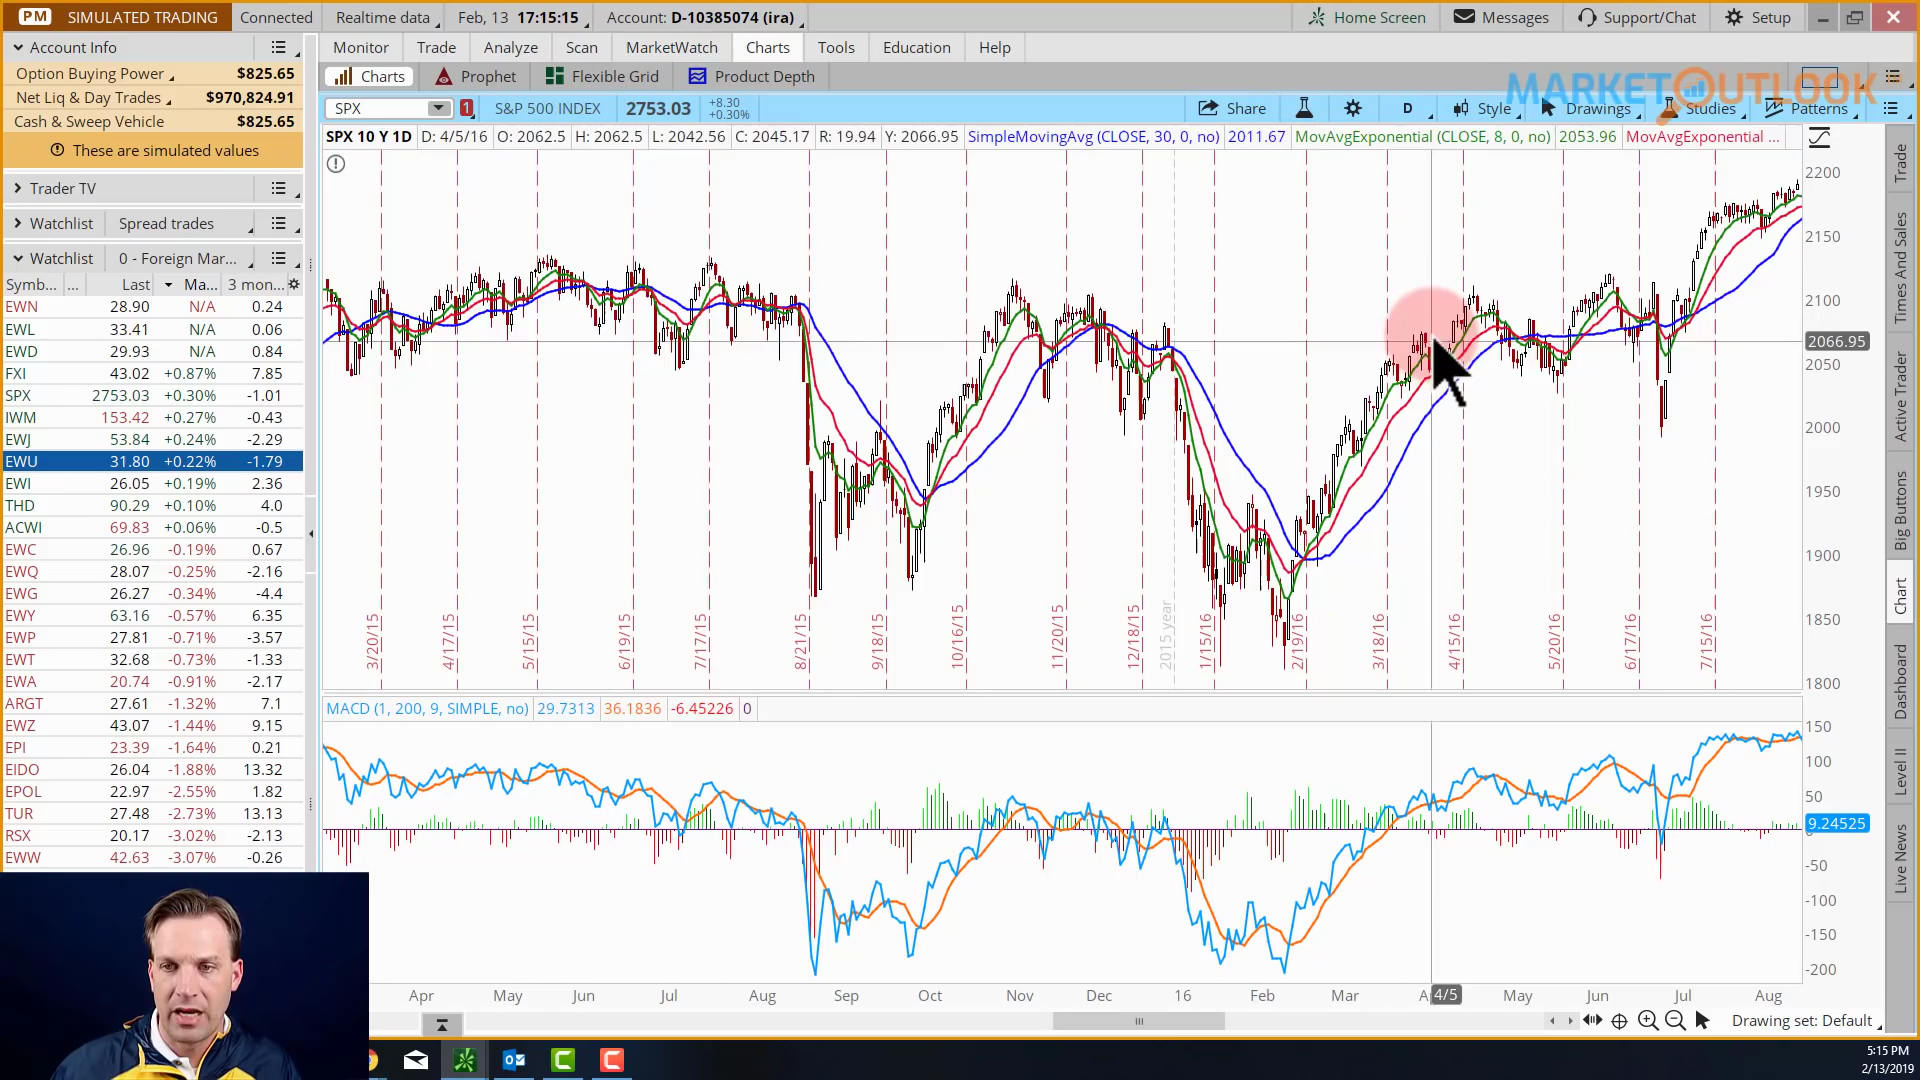 PM SIMULATED TRADING Connected Realtime data Feb, 13 17:15:15 Account: D-10385074 (ira) Home Screen Messages Support/Chat Setup
Account Info
Option Buying Power $825.65
Net Liq & Day Trades $970,824.91
Cash & Sweep Vehicle $825.65
These are simulated values
Trader TV
Watchlist Spread trades
Watchlist 0 - Foreign Mar...
Symb... ... Last Ma... 3 mon...
EWN 28.90 N/A 0.24
EWL 33.41 N/A 0.06
EWD 29.93 N/A 0.84
FXI 43.02 +0.87% 7.85
SPX 2753.03 +0.30% -1.01
IWM 153.42 +0.27% -0.43
EWJ 53.84 +0.24% -2.29
EWU 31.80 +0.22% -1.79
EWI 26.05 +0.19% 2.36
THD 90.29 +0.10% 4.0
ACWI 69.83 +0.06% -0.5
EWC 26.96 -0.19% 0.67
EWQ 28.07 -0.25% -2.16
EWG 26.27 -0.34% -4.4
EWY 63.16 -0.57% 6.35
EWP 27.81 -0.71% -3.57
EWT 32.68 -0.73% -1.33
EWA 20.74 -0.91% -2.17
ARGT 27.61 -1.32% 7.1
EWZ 43.07 -1.44% 9.15
EPI 23.39 -1.64% 0.21
EIDO 26.04 -1.88% 13.32
EPOL 22.97 -2.55% 1.82
TUR 27.48 -2.73% 13.13
RSX 20.17 -3.02% -2.13
EWW 42.63 -3.07% -0.26
Monitor Trade Analyze Scan MarketWatch Charts Tools Education Help
Charts Prophet Flexible Grid Product Depth
MARKETOUTLOOK
SPX 1 S&P 500 INDEX 2753.03 +8.30 +0.30% Share D Style Drawings Studies Patterns
SPX 10 Y 1D D: 4/5/16 O: 2062.5 H: 2062.5 L: 2042.56 C: 2045.17 R: 19.94 Y: 2066.95 SimpleMovingAvg (CLOSE, 30, 0, no) 2011.67 MovAvgExponential (CLOSE, 8, 0, no) 2053.96 MovAvgExponential ...
2200
2150
2100
2066.95
2050
2000
1950
1900
1850
1800
3/20/15 4/17/15 5/15/15 6/19/15 7/17/15 8/21/15 9/18/15 10/16/15 11/20/15 12/18/15 2015 year 1/15/16 2/19/16 3/18/16 4/15/16 5/20/16 6/17/16 7/15/16
MACD (1, 200, 9, SIMPLE, no) 29.7313 36.1836 -6.45226 0
150
100
50
9.24525
-50
-100
-150
-200
Apr May Jun Jul Aug Sep Oct Nov Dec 16 Feb Mar 4/5 May Jun Jul Aug
Drawing set: Default
Trade
Times And Sales
Active Trader
Big Buttons
Chart
Dashboard
Level II
Live News
5:15 PM
2/13/2019